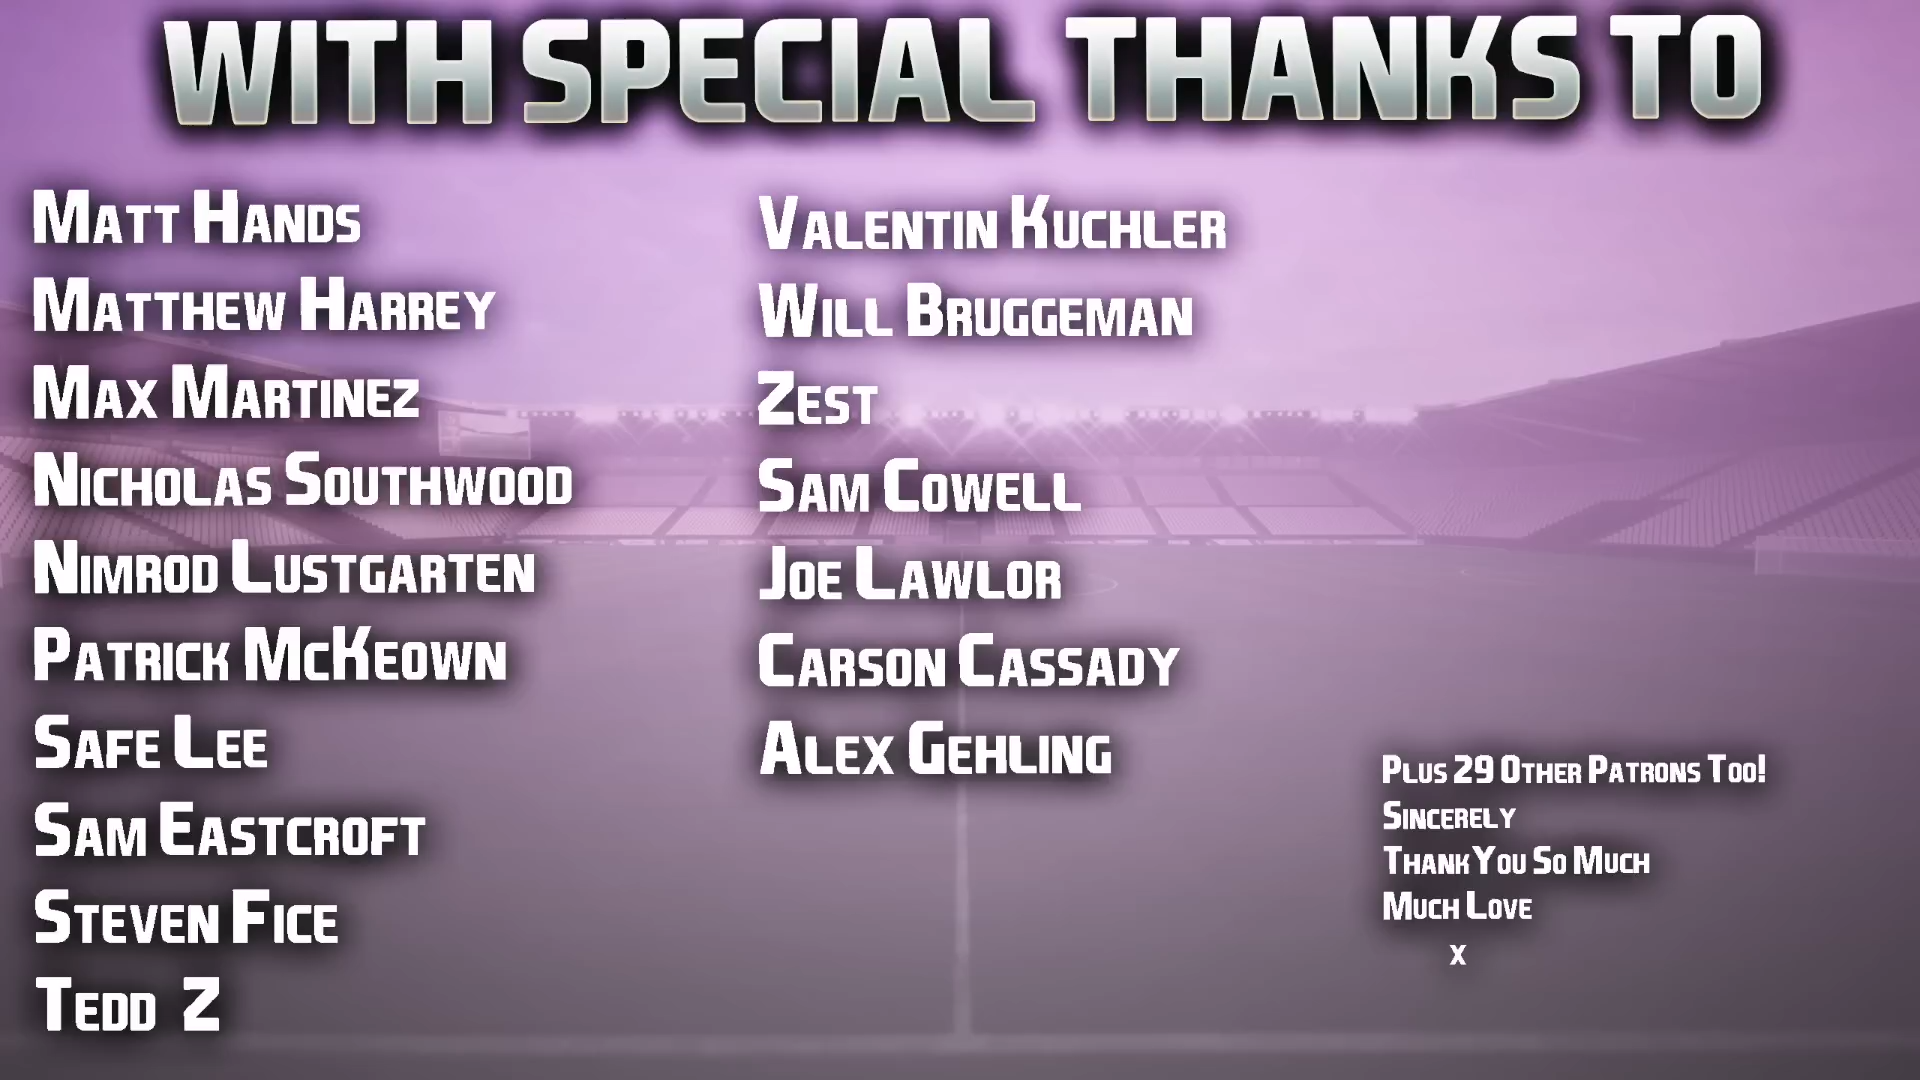 WITH SPECIAL THANKS TO
Matt Hands
Matthew Harrey
Max Martinez
Nicholas Southwood
Nimrod Lustgarten
Patrick McKeown
Safe Lee
Sam Eastcroft
Steven Fice
Tedd Z
Valentin Kuchler
Will Bruggeman
Zest
Sam Cowell
Joe Lawlor
Carson Cassady
Alex Gehling
Plus 29 Other Patrons Too!
Sincerely
Thank You So Much
Much Love
x